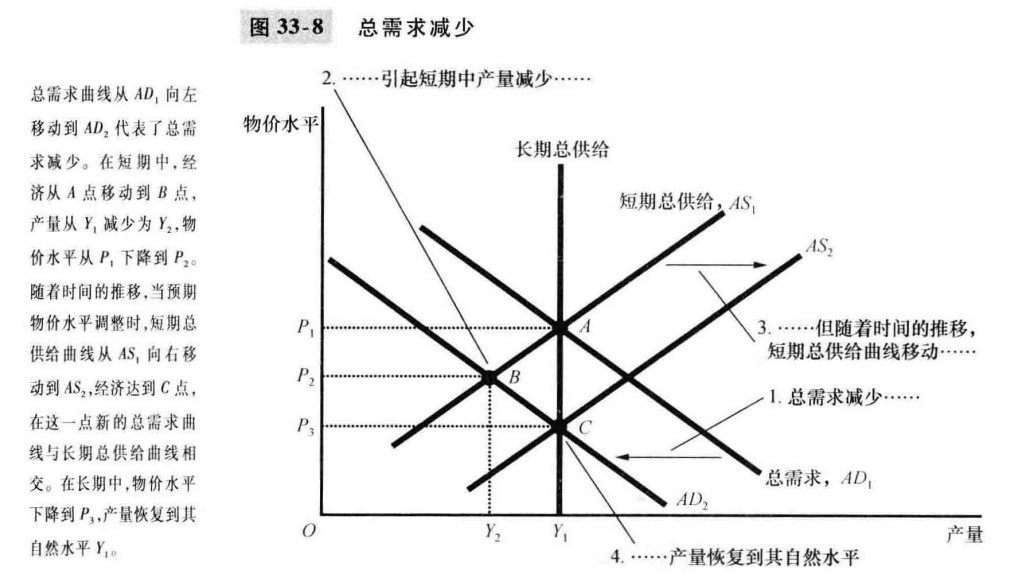 图 33-8 总需求减少
总需求曲线从 AD₁ 向左
移动到 AD₂ 代表了总需
求减少。在短期中,经
济从 A 点移动到 B 点,
产量从 Y₁ 减少为 Y₂,物
价水平从 P₁ 下降到 P₂。
随着时间的推移,当预期
物价水平调整时,短期总
供给曲线从 AS₁ 向右移
动到 AS₂,经济达到 C 点,
在这一点新的总需求曲
线与长期总供给曲线相
交。在长期中,物价水平
下降到 P₃,产量恢复到其
自然水平 Y₁。
2. ……引起短期中产量减少……
物价水平
长期总供给
短期总供给，AS₁
AS₂
P₁
A
3. ……但随着时间的推移，
短期总供给曲线移动……
P₂
B
1. 总需求减少……
P₃
C
总需求，AD₁
AD₂
O
Y₂
Y₁
产量
4. ……产量恢复到其自然水平